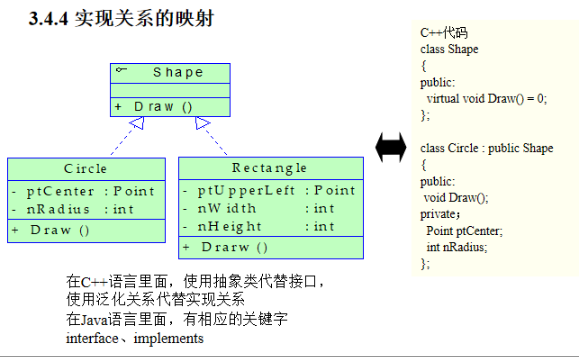 3.4.4 实现关系的映射
Shape
+ Draw ()
Circle
- ptCenter : Point
- nRadius : int
+ Draw ()
Rectangle
- ptUpperLeft : Point
- nWidth : int
- nHeight : int
+ Drarw ()
C++代码
class Shape
{
public:
virtual void Draw() = 0;
};
class Circle : public Shape
{
public:
void Draw();
private；
Point ptCenter;
int nRadius;
};
在C++语言里面，使用抽象类代替接口，
使用泛化关系代替实现关系
在Java语言里面，有相应的关键字
interface、implements